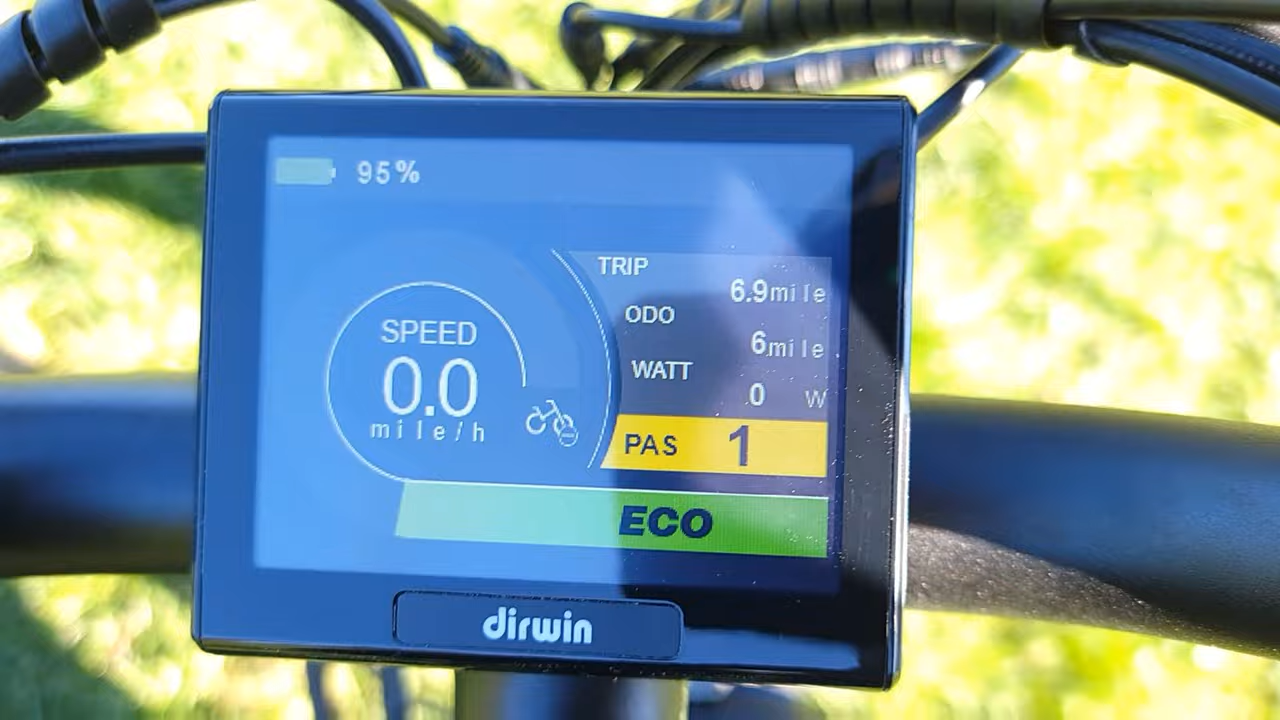 95%
TRIP
6.9mile
ODO
6mile
WATT
0 W
SPEED
0.0
mile/h
PAS 1
ECO
dirwin